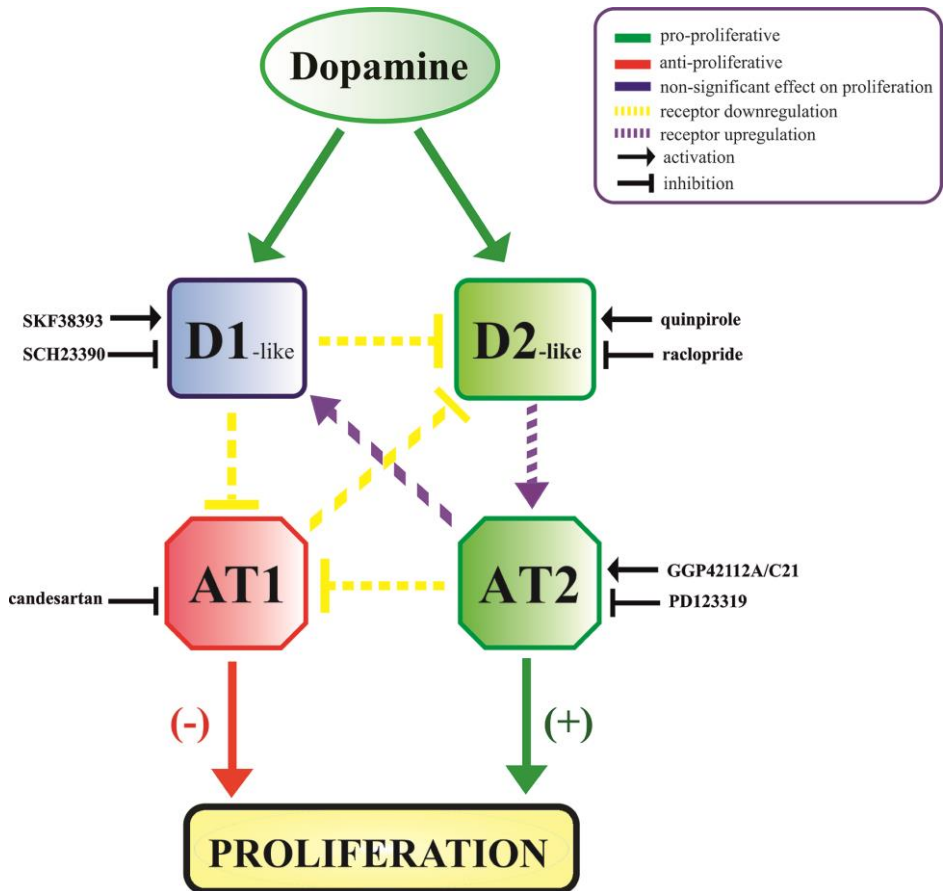 Dopamine
pro-proliferative
anti-proliferative
non-significant effect on proliferation
receptor downregulation
receptor upregulation
activation
inhibition
SKF38393
SCH23390
D1-like
D2-like
quinpirole
raclopride
candesartan
AT1
AT2
GGP42112A/C21
PD123319
(-)
(+)
PROLIFERATION